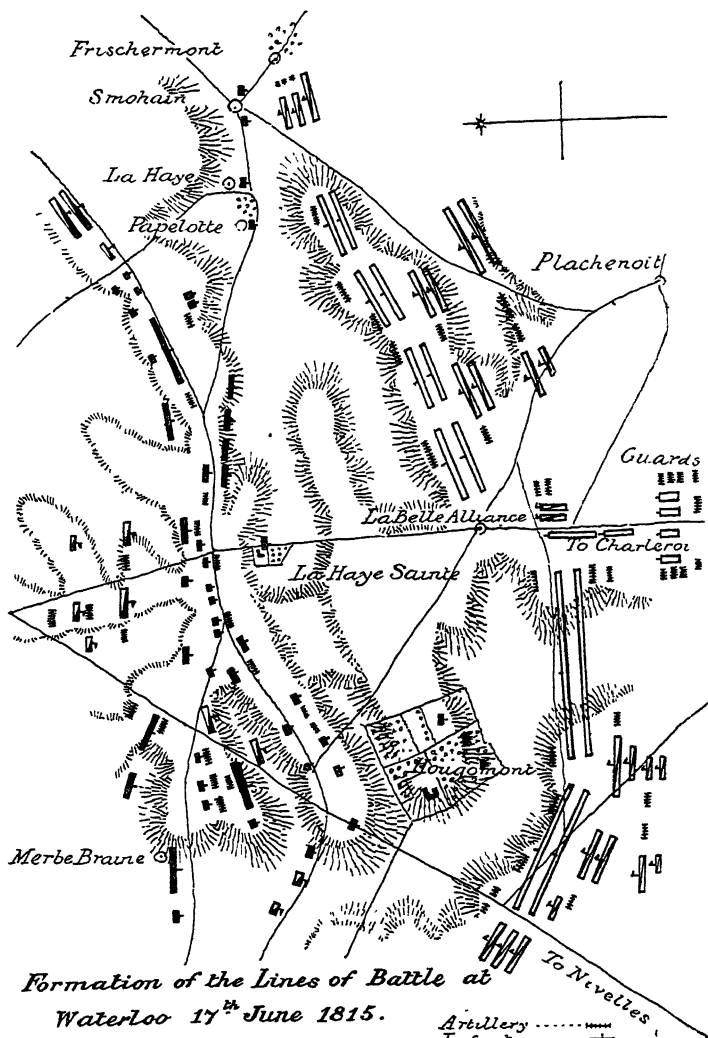 Frischermont
Smohain
La Haye
Papelotte
Plachenoit
Guards
La Belle Alliance
To Charleroi
La Haye Sainte
Hougomont
Merbe Braine
To Nivelles
Formation of the Lines of Battle at
Waterloo 17th June 1815.
Artillery